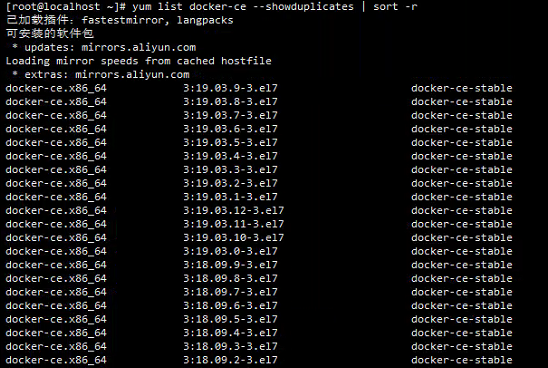 [root@localhost ~]# yum list docker-ce --showduplicates | sort -r
已加载插件：fastestmirror, langpacks
可安装的软件包
 * updates: mirrors.aliyun.com
Loading mirror speeds from cached hostfile
 * extras: mirrors.aliyun.com
docker-ce.x86_64            3:19.03.9-3.el7                     docker-ce-stable
docker-ce.x86_64            3:19.03.8-3.el7                     docker-ce-stable
docker-ce.x86_64            3:19.03.7-3.el7                     docker-ce-stable
docker-ce.x86_64            3:19.03.6-3.el7                     docker-ce-stable
docker-ce.x86_64            3:19.03.5-3.el7                     docker-ce-stable
docker-ce.x86_64            3:19.03.4-3.el7                     docker-ce-stable
docker-ce.x86_64            3:19.03.3-3.el7                     docker-ce-stable
docker-ce.x86_64            3:19.03.2-3.el7                     docker-ce-stable
docker-ce.x86_64            3:19.03.1-3.el7                     docker-ce-stable
docker-ce.x86_64            3:19.03.12-3.el7                    docker-ce-stable
docker-ce.x86_64            3:19.03.11-3.el7                    docker-ce-stable
docker-ce.x86_64            3:19.03.10-3.el7                    docker-ce-stable
docker-ce.x86_64            3:19.03.0-3.el7                     docker-ce-stable
docker-ce.x86_64            3:18.09.9-3.el7                     docker-ce-stable
docker-ce.x86_64            3:18.09.8-3.el7                     docker-ce-stable
docker-ce.x86_64            3:18.09.7-3.el7                     docker-ce-stable
docker-ce.x86_64            3:18.09.6-3.el7                     docker-ce-stable
docker-ce.x86_64            3:18.09.5-3.el7                     docker-ce-stable
docker-ce.x86_64            3:18.09.4-3.el7                     docker-ce-stable
docker-ce.x86_64            3:18.09.3-3.el7                     docker-ce-stable
docker-ce.x86_64            3:18.09.2-3.el7                     docker-ce-stable